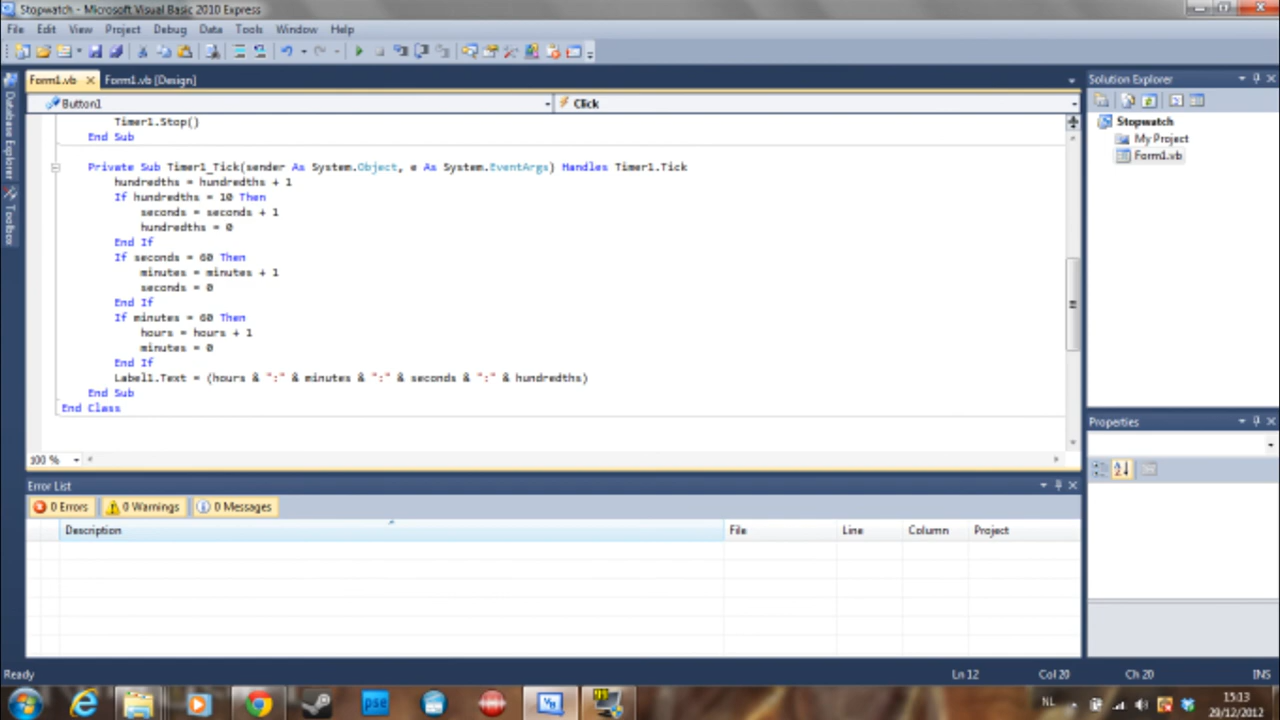 Stopwatch - Microsoft Visual Basic 2010 Express
File Edit View Project Debug Data Tools Window Help
Form1.vb Form1.vb [Design]
Solution Explorer
Button1 Click
Database Explorer
Toolbox
Timer1.Stop()
End Sub
Private Sub Timer1_Tick(sender As System.Object, e As System.EventArgs) Handles Timer1.Tick
hundredths = hundredths + 1
If hundredths = 10 Then
seconds = seconds + 1
hundredths = 0
End If
If seconds = 60 Then
minutes = minutes + 1
seconds = 0
End If
If minutes = 60 Then
hours = hours + 1
minutes = 0
End If
Label1.Text = (hours & ":" & minutes & ":" & seconds & ":" & hundredths)
End Sub
End Class
100 %
Stopwatch
My Project
Form1.vb
Properties
Error List
0 Errors 0 Warnings 0 Messages
Description File Line Column Project
Ready Ln 12 Col 20 Ch 20 INS
pse VB NL 15:13
29/12/2012